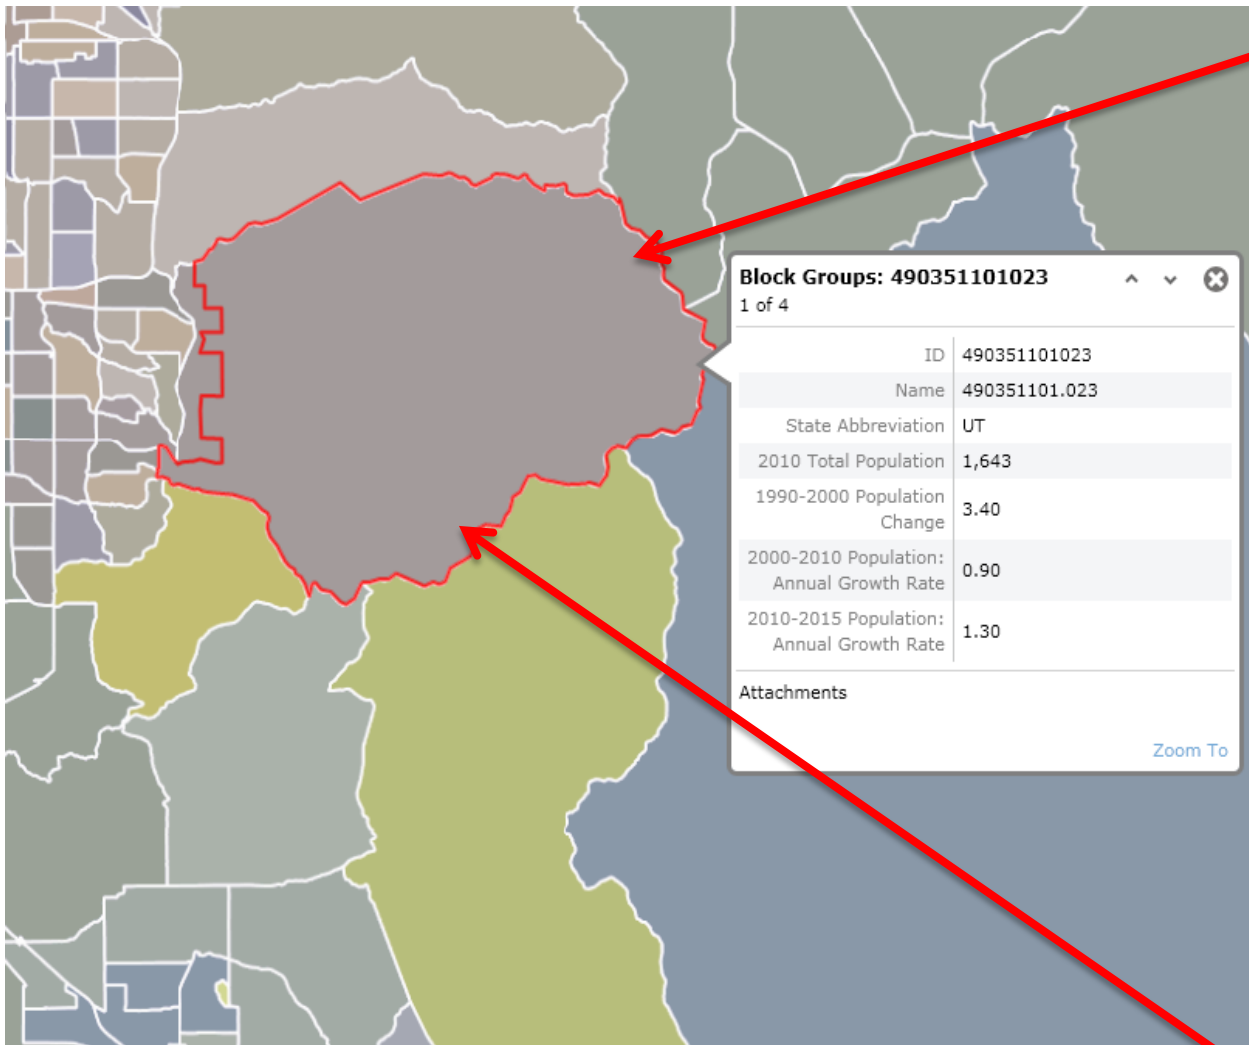 Block Groups: 490351101023
1 of 4
ID 490351101023
Name 490351101.023
State Abbreviation UT
2010 Total Population 1,643
1990-2000 Population
Change 3.40
2000-2010 Population:
Annual Growth Rate 0.90
2010-2015 Population:
Annual Growth Rate 1.30
Attachments
Zoom To